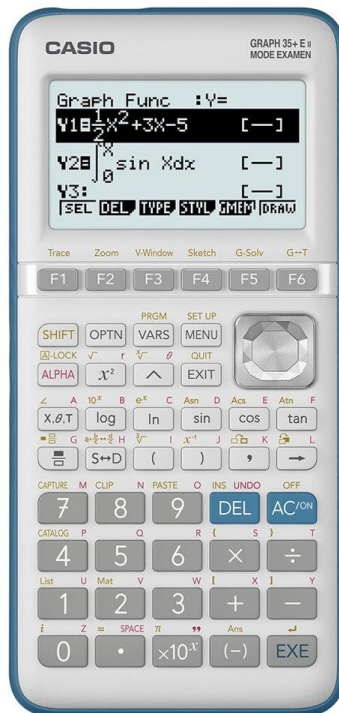 CASIO
GRAPH 35+ E II
MODE EXAMEN
Graph Func :Y=
Y1=1/2X²+3X-5 [—]
Y2=∫₀ˣ sin Xdx [—]
Y3: [—]
SEL DEL TYPE STYL GMEM DRAW
Trace Zoom V-Window Sketch G-Solv G↔T
F1 F2 F3 F4 F5 F6
PRGM SET UP
SHIFT OPTN VARS MENU
A-LOCK √ r ∛ θ QUIT
ALPHA x² ^ EXIT
∠ A 10ˣ B eˣ C Asn D Acs E Atn F
X,θ,T log ln sin cos tan
G a+b/c↔d/c H ∛ I x⁻¹ J K L
S↔D ( ) , →
CAPTURE M CLIP N PASTE O INS UNDO OFF
7 8 9 DEL AC/ON
CATALOG P Q R { S } T
4 5 6 × ÷
List U Mat V W [ X ] Y
1 2 3 + −
i Z = SPACE π " Ans ↵
0 . ×10ˣ (−) EXE